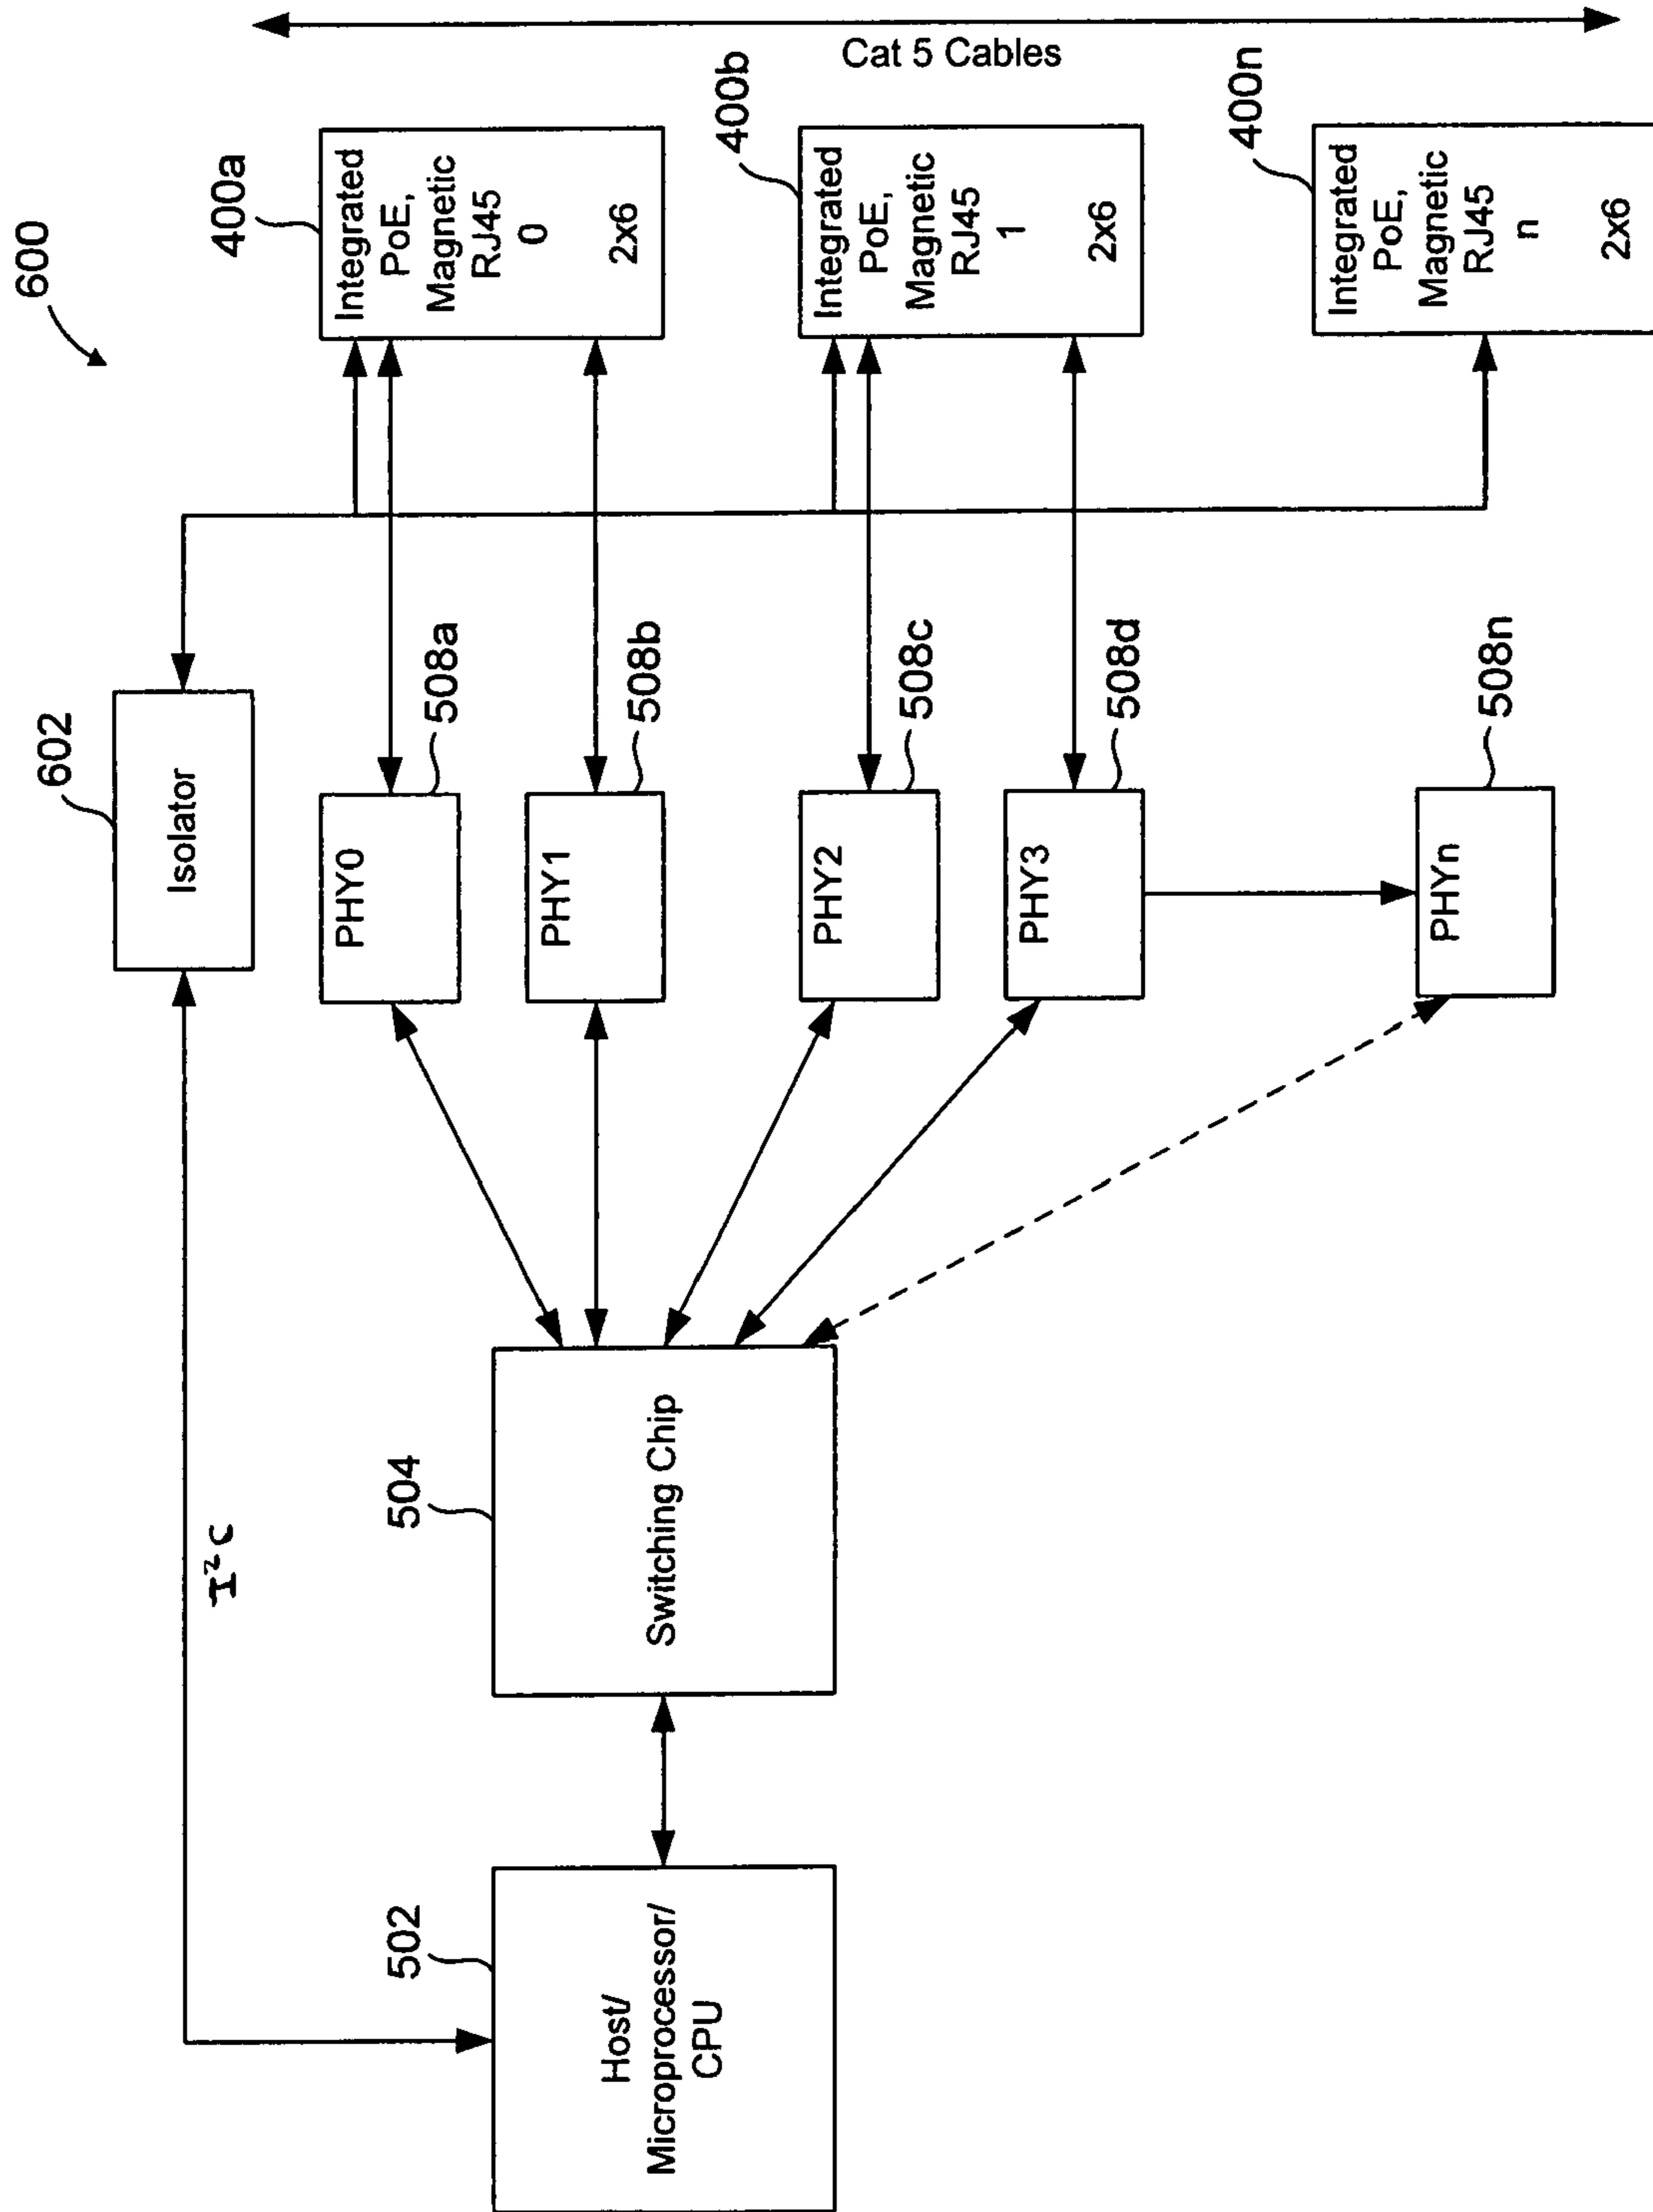 600
602
Isolator
I²C
502
Host/
Microprocessor/
CPU
504
Switching Chip
PHY0
508a
PHY1
508b
PHY2
508c
PHY3
508d
PHYn
508n
400a
Integrated
PoE,
Magnetic
RJ45
0
2x6
400b
Integrated
PoE,
Magnetic
RJ45
1
2x6
400n
Integrated
PoE,
Magnetic
RJ45
n
2x6
Cat 5 Cables